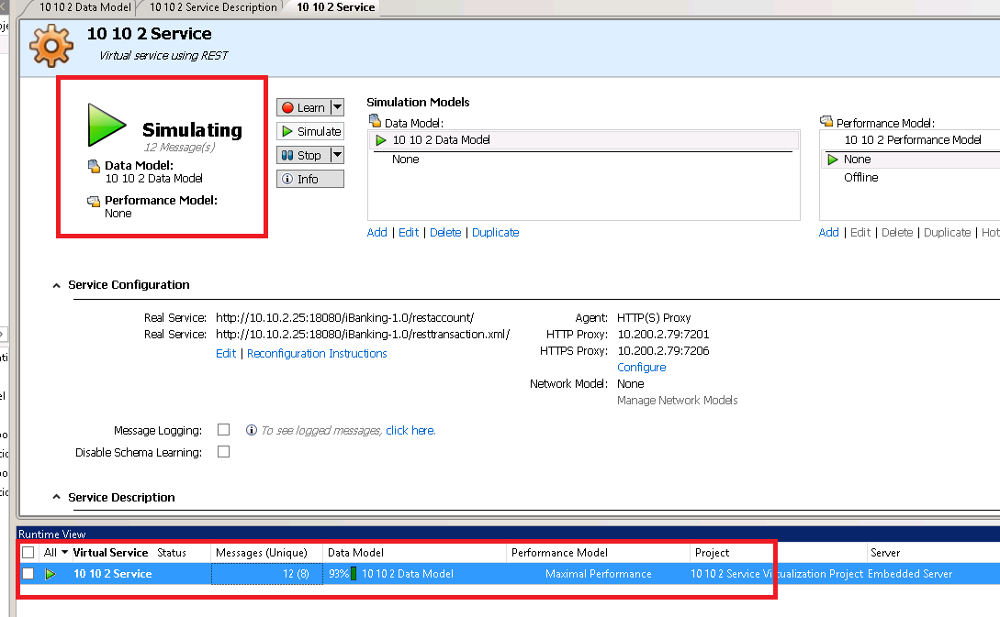 10 10 2 Data Model 10 10 2 Service Description 10 10 2 Service
10 10 2 Service
Virtual service using REST
Simulating
12 Message(s)
Data Model:
10 10 2 Data Model
Performance Model:
None
Learn
Simulate
Stop
Info
Simulation Models
Data Model:
10 10 2 Data Model
None
Add | Edit | Delete | Duplicate
Performance Model:
10 10 2 Performance Model
None
Offline
Add | Edit | Delete | Duplicate | Hot
Service Configuration
Real Service: http://10.10.2.25:18080/iBanking-1.0/restaccount/
Real Service: http://10.10.2.25:18080/iBanking-1.0/resttransaction.xml/
Edit | Reconfiguration Instructions
Agent: HTTP(S) Proxy
HTTP Proxy: 10.200.2.79:7201
HTTPS Proxy: 10.200.2.79:7206
Configure
Network Model: None
Manage Network Models
Message Logging: To see logged messages, click here.
Disable Schema Learning:
Service Description
Runtime View
All Virtual Service Status Messages (Unique) Data Model Performance Model Project Server
10 10 2 Service 12 (8) 93% 10 10 2 Data Model Maximal Performance 10 10 2 Service Virtualization Project Embedded Server